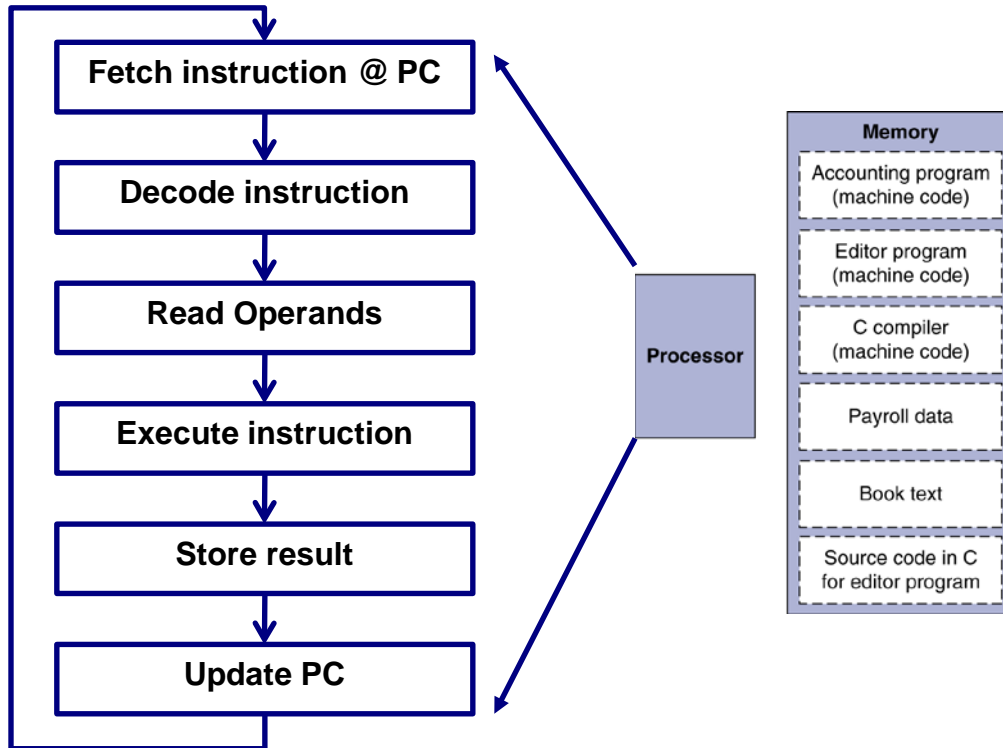 Fetch instruction @ PC
Decode instruction
Read Operands
Execute instruction
Store result
Update PC
Processor
Memory
Accounting program
(machine code)
Editor program
(machine code)
C compiler
(machine code)
Payroll data
Book text
Source code in C
for editor program